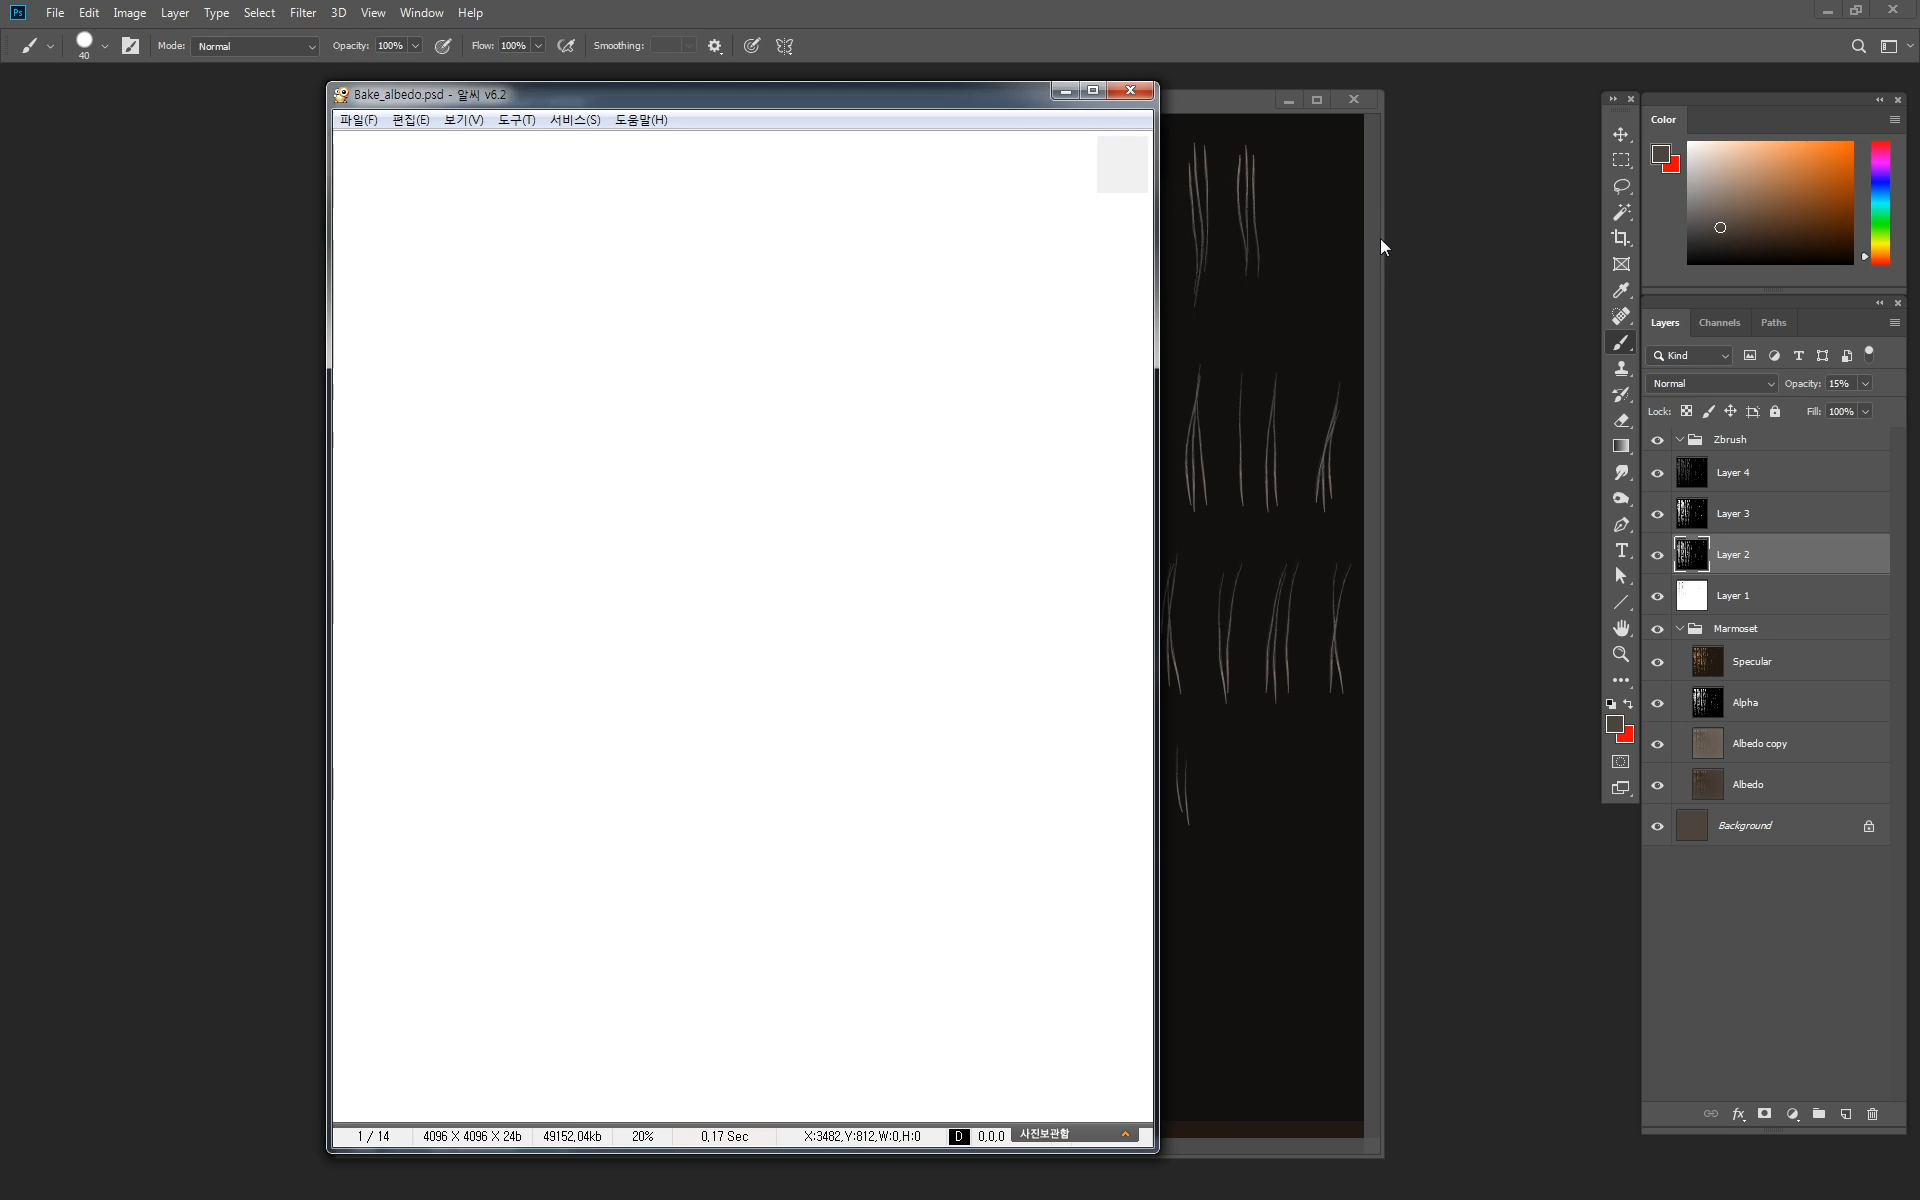 Ps File Edit Image Layer Type Select Filter 3D View Window Help
40 Mode: Normal Opacity: 100% Flow: 100% Smoothing:
Bake_albedo.psd - 알씨 v6.2
파일(F) 편집(E) 보기(V) 도구(T) 서비스(S) 도움말(H)
1 / 14 4096 X 4096 X 24b 49152,04kb 20% 0,17 Sec X:3482,Y:812,W:0,H:0 D 0,0,0 사진보관함
Color
Layers Channels Paths
Kind
Normal Opacity: 15%
Lock: Fill: 100%
Zbrush
Layer 4
Layer 3
Layer 2
Layer 1
Marmoset
Specular
Alpha
Albedo copy
Albedo
Background
fx